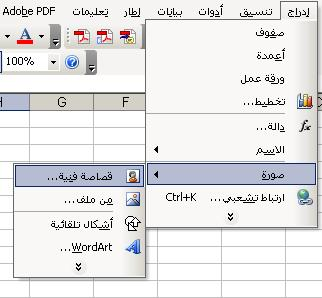 إدراج تنسيق أدوات بيانات إطار تعليمات Adobe PDF
100%
صفوف
أعمدة
ورقة عمل
تخطيط...
دالة...
الاسم
صورة
ارتباط تشعبي... Ctrl+K
F G H
قصاصة فنية...
من ملف...
أشكال تلقائية
WordArt...